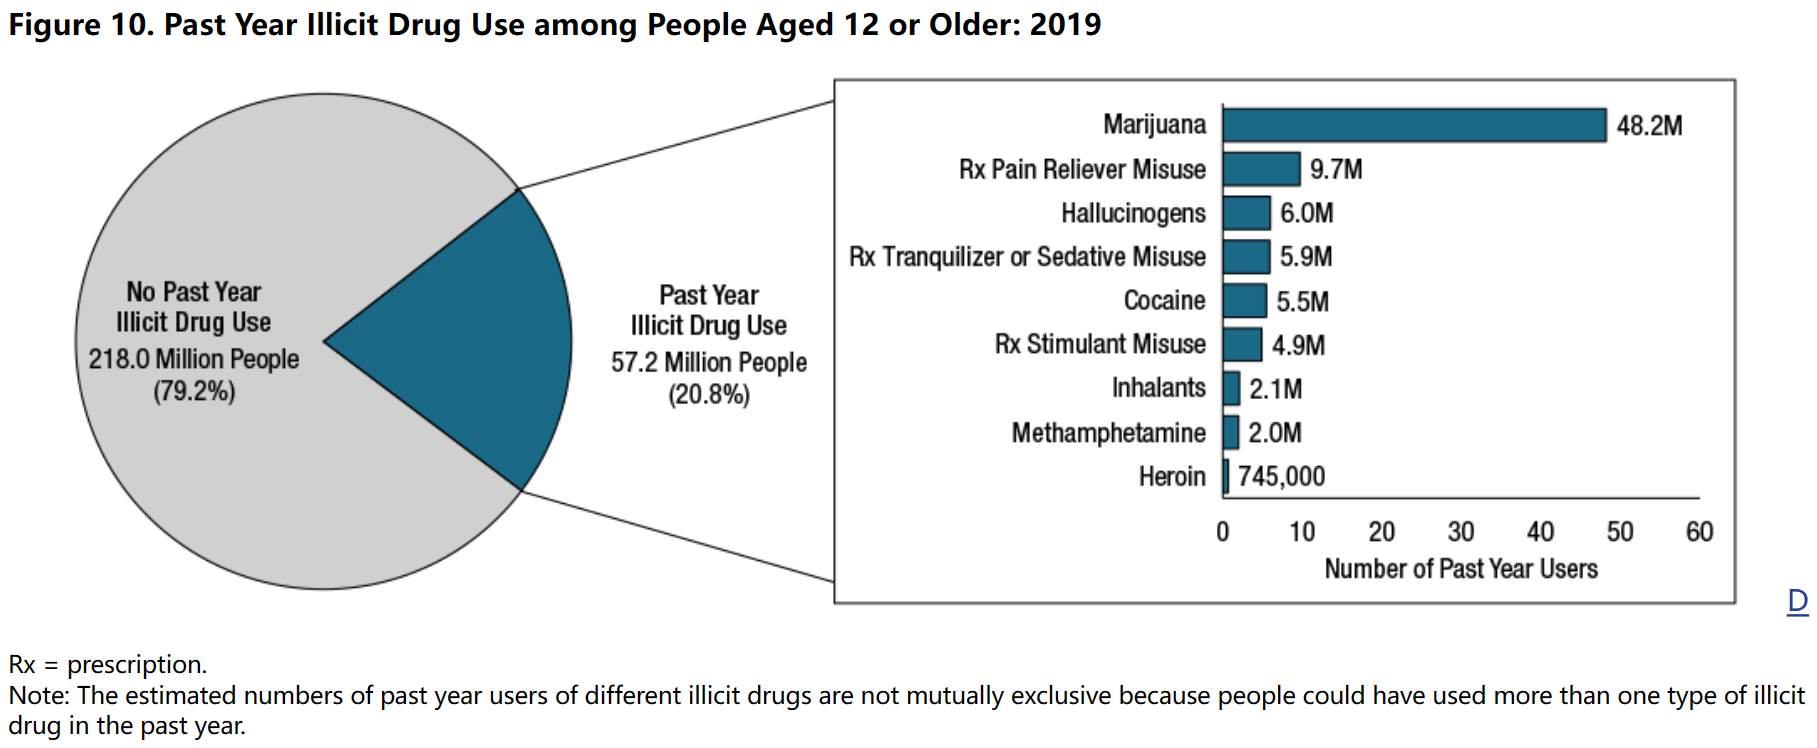 Figure 10. Past Year Illicit Drug Use among People Aged 12 or Older: 2019
No Past Year
Illicit Drug Use
218.0 Million People
(79.2%)
Past Year
Illicit Drug Use
57.2 Million People
(20.8%)
Marijuana 48.2M
Rx Pain Reliever Misuse 9.7M
Hallucinogens 6.0M
Rx Tranquilizer or Sedative Misuse 5.9M
Cocaine 5.5M
Rx Stimulant Misuse 4.9M
Inhalants 2.1M
Methamphetamine 2.0M
Heroin 745,000
0 10 20 30 40 50 60
Number of Past Year Users
D
Rx = prescription.
Note: The estimated numbers of past year users of different illicit drugs are not mutually exclusive because people could have used more than one type of illicit
drug in the past year.